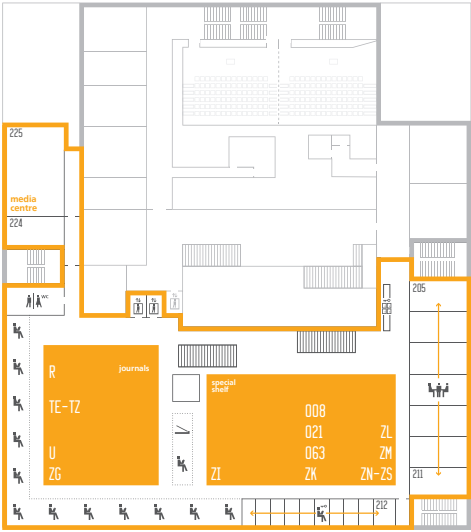 225
media
centre
224
WC
205
R
journals
TE-TZ
U
ZG
special
shelf
008
021
ZL
063
ZM
ZI
ZK
ZN-ZS
211
212